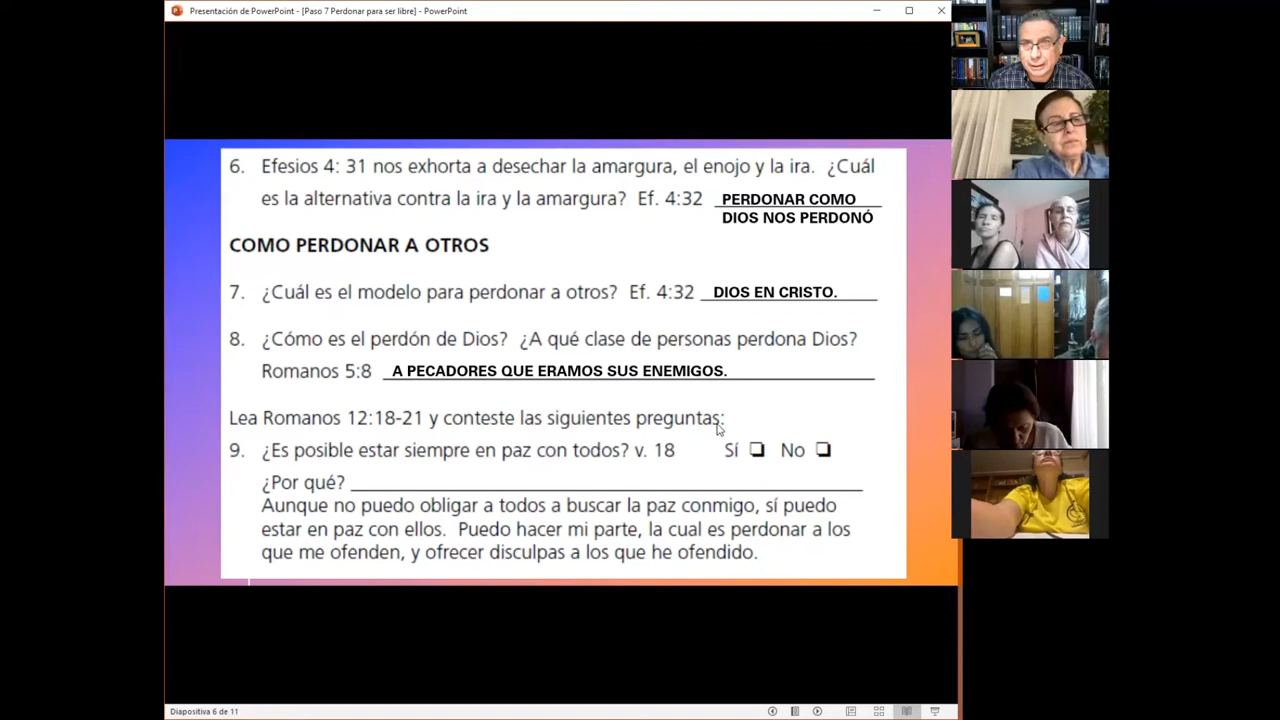 Presentación de PowerPoint - [Paso 7 Perdonar para ser libre] - PowerPoint
6. Efesios 4: 31 nos exhorta a desechar la amargura, el enojo y la ira. ¿Cuál
es la alternativa contra la ira y la amargura? Ef. 4:32 PERDONAR COMO
DIOS NOS PERDONÓ
COMO PERDONAR A OTROS
7. ¿Cuál es el modelo para perdonar a otros? Ef. 4:32 DIOS EN CRISTO.
8. ¿Cómo es el perdón de Dios? ¿A qué clase de personas perdona Dios?
Romanos 5:8 A PECADORES QUE ERAMOS SUS ENEMIGOS.
Lea Romanos 12:18-21 y conteste las siguientes preguntas:
9. ¿Es posible estar siempre en paz con todos? v. 18 Sí ❏ No ❏
¿Por qué? ____________________
Aunque no puedo obligar a todos a buscar la paz conmigo, sí puedo
estar en paz con ellos. Puedo hacer mi parte, la cual es perdonar a los
que me ofenden, y ofrecer disculpas a los que he ofendido.
Diapositiva 6 de 11